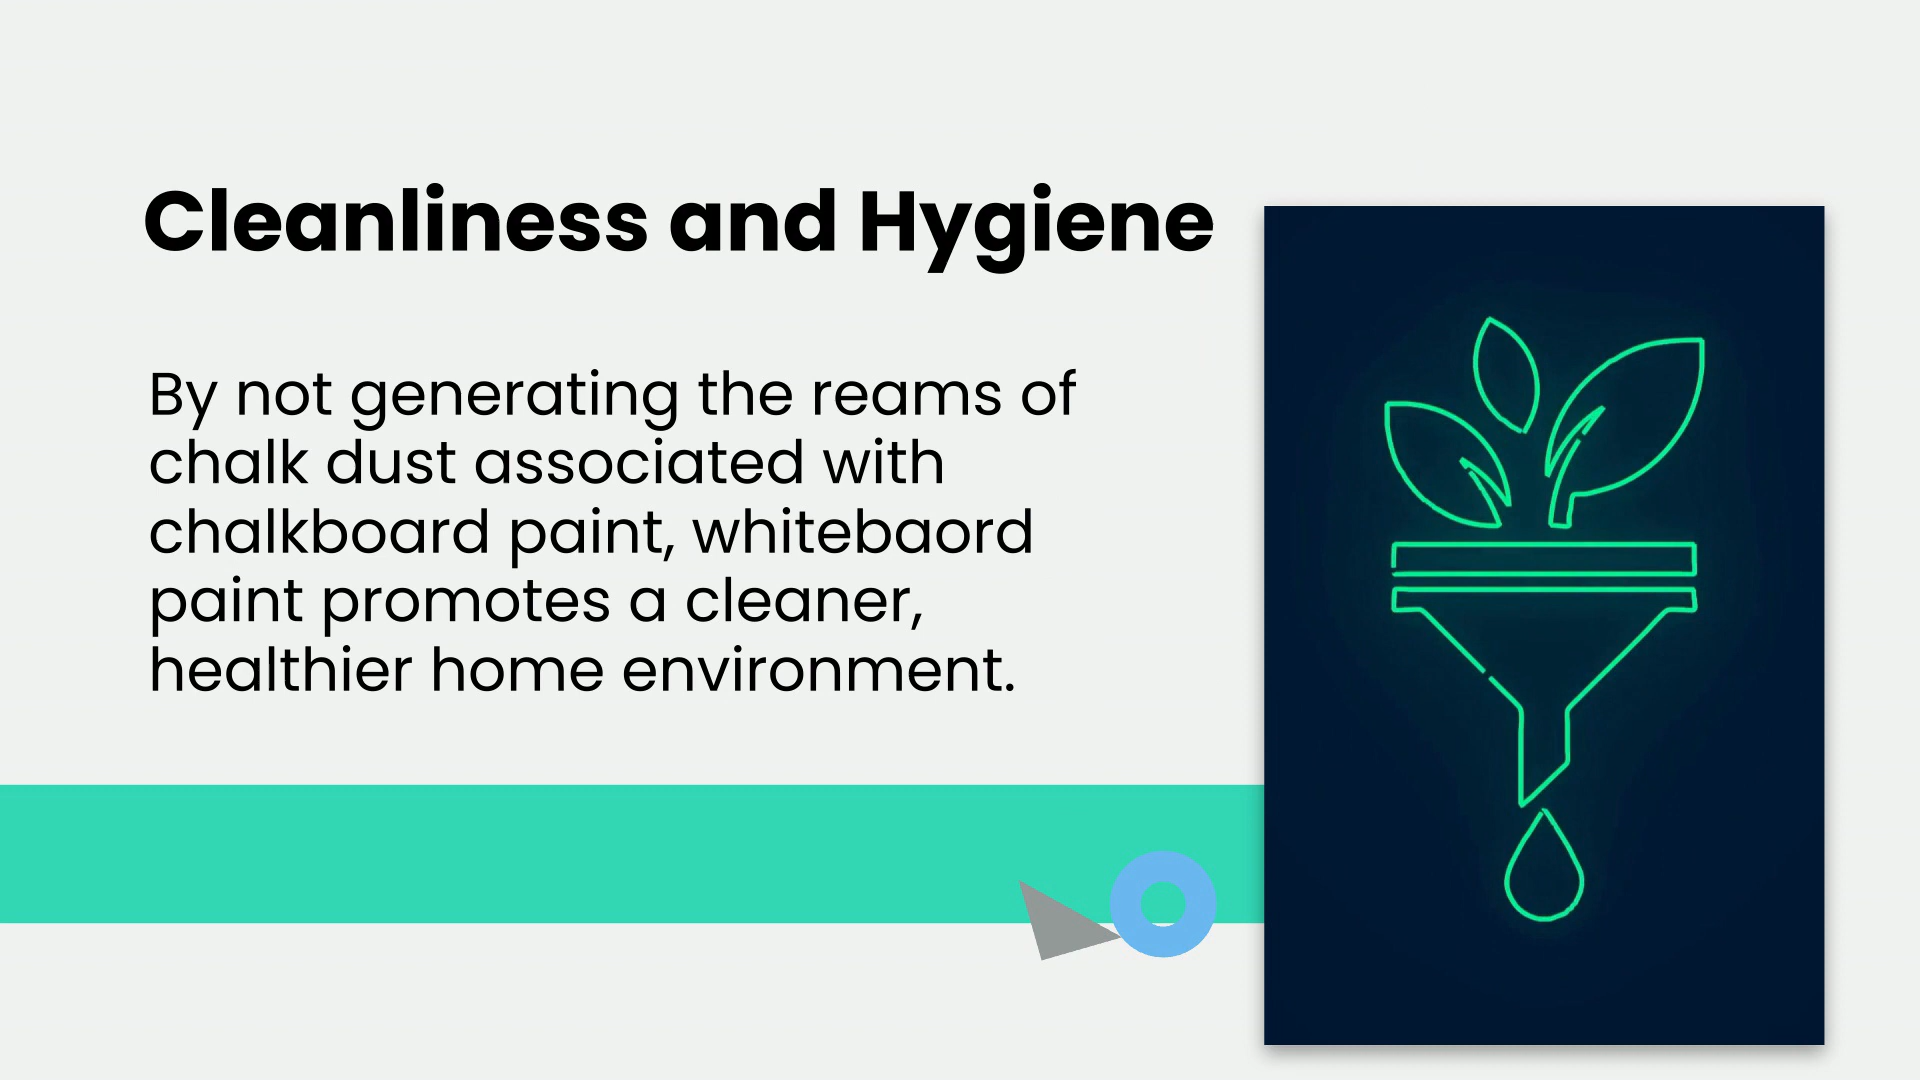 Cleanliness and Hygiene
By not generating the reams of
chalk dust associated with
chalkboard paint, whitebaord
paint promotes a cleaner,
healthier home environment.